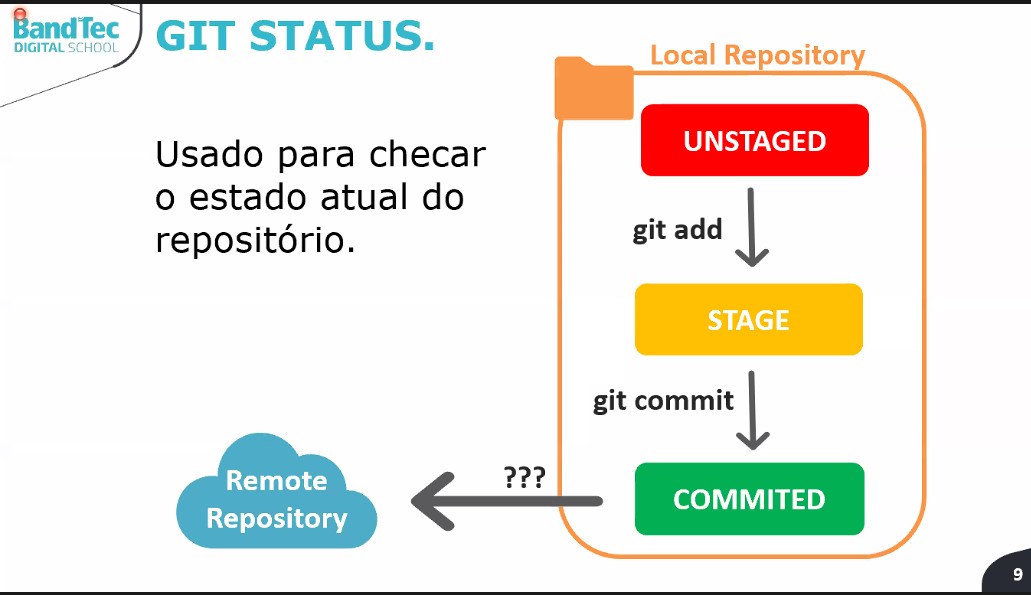 BandTec
DIGITAL SCHOOL
GIT STATUS.
Usado para checar
o estado atual do
repositório.
Local Repository
UNSTAGED
git add
STAGE
git commit
COMMITED
???
Remote
Repository
9